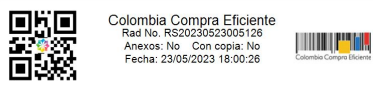 Colombia Compra Eficiente
Rad No. RS20230523005126
Anexos: No Con copia: No
Fecha: 23/05/2023 18:00:26
Colombia Compra Eficiente